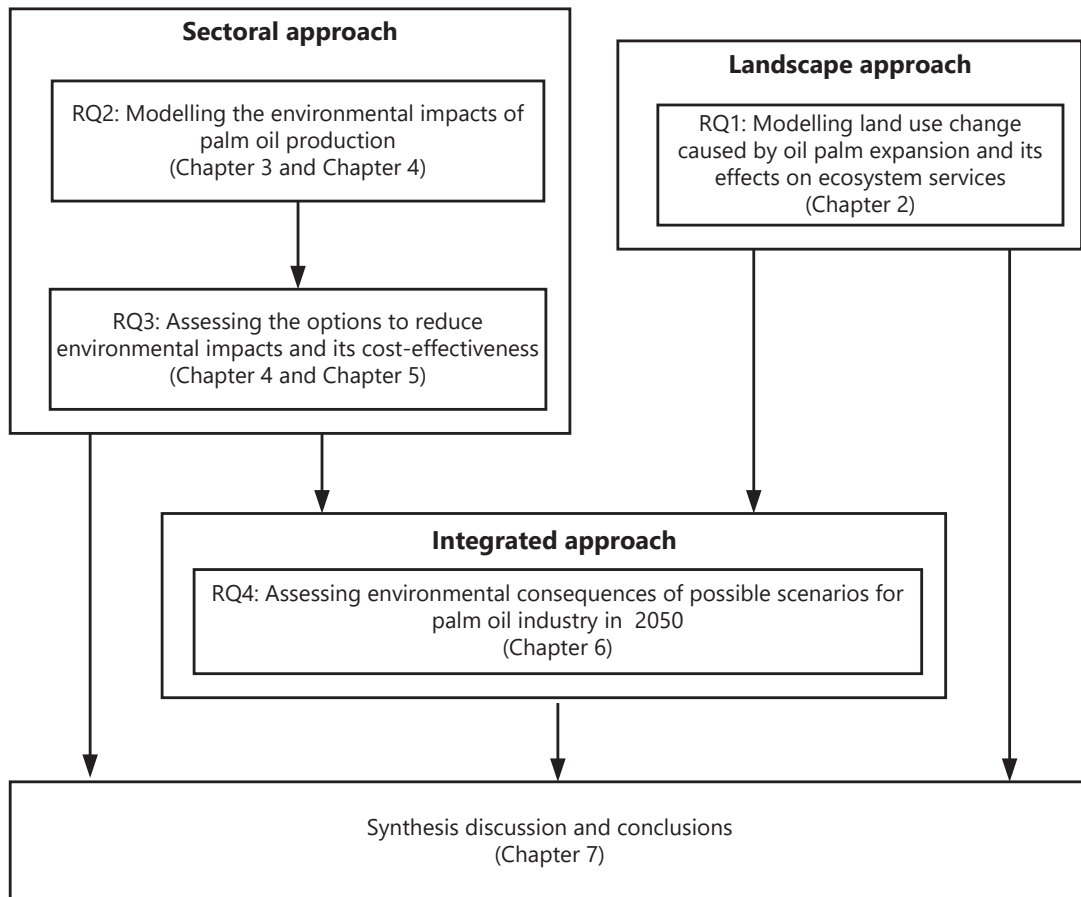 Sectoral approach
RQ2: Modelling the environmental impacts of
palm oil production
(Chapter 3 and Chapter 4)
RQ3: Assessing the options to reduce
environmental impacts and its cost-effectiveness
(Chapter 4 and Chapter 5)
Landscape approach
RQ1: Modelling land use change
caused by oil palm expansion and its
effects on ecosystem services
(Chapter 2)
Integrated approach
RQ4: Assessing environmental consequences of possible scenarios for
palm oil industry in 2050
(Chapter 6)
Synthesis discussion and conclusions
(Chapter 7)